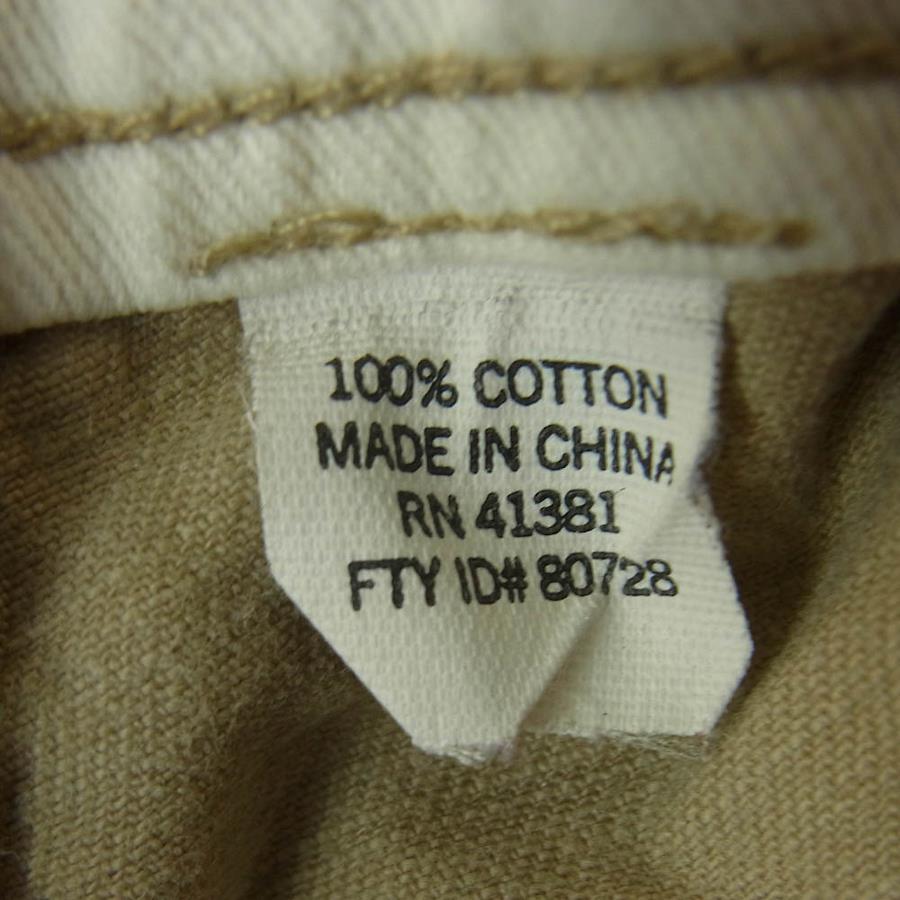 100% COTTON
MADE IN CHINA
RN 41381
FTY ID# 80728